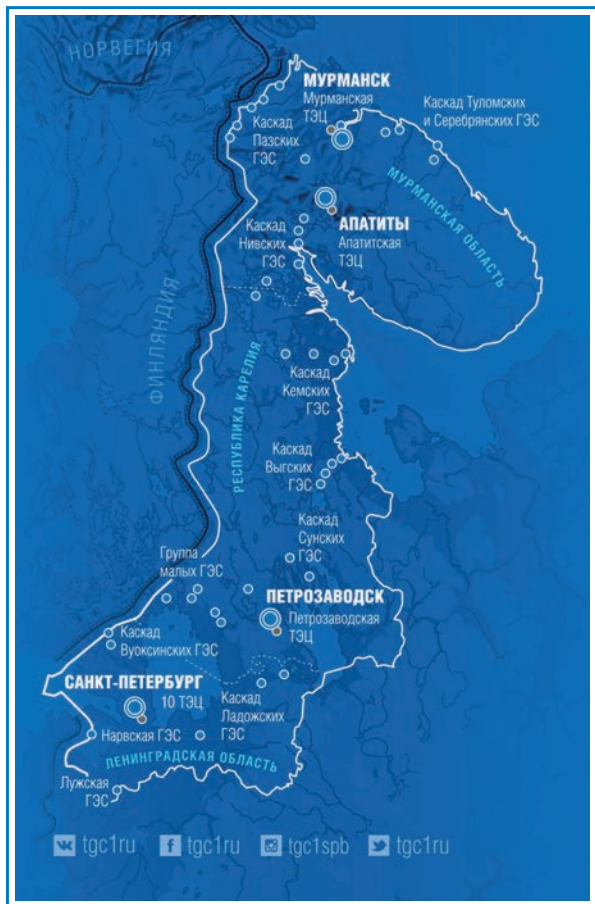 НОРВЕГИЯ
МУРМАНСК
Мурманская
ТЭЦ
Каскад Туломских
и Серебрянских ГЭС
Каскад
Пазских
ГЭС
МУРМАНСКАЯ ОБЛАСТЬ
АПАТИТЫ
Апатитская
ТЭЦ
Каскад
Нивских
ГЭС
ФИНЛЯНДИЯ
РЕСПУБЛИКА КАРЕЛИЯ
Каскад
Кемских
ГЭС
Каскад
Выгских
ГЭС
Каскад
Сунских
ГЭС
Группа
малых ГЭС
ПЕТРОЗАВОДСК
Петрозаводская
ТЭЦ
Каскад
Вуоксинских ГЭС
САНКТ-ПЕТЕРБУРГ
10 ТЭЦ
Каскад
Ладожских
ГЭС
Нарвская ГЭС
ЛЕНИНГРАДСКАЯ ОБЛАСТЬ
Лужская
ГЭС
tgc1ru tgc1ru tgc1spb tgc1ru